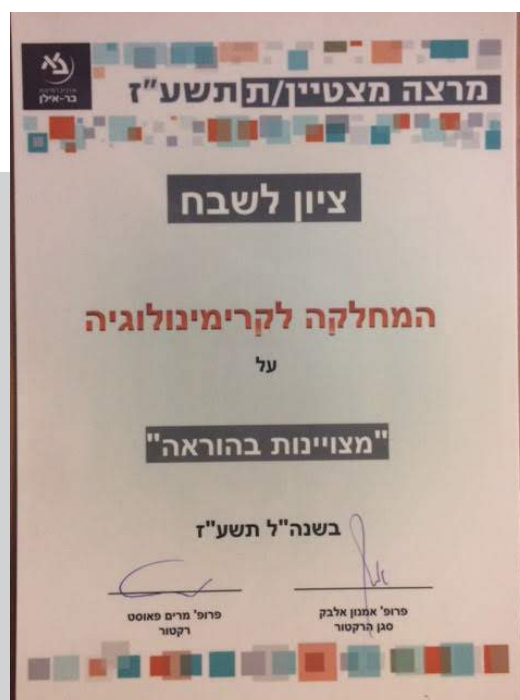 אוניברסיטת
בר-אילן
מרצה מצטיין/ת תשע"ז
ציון לשבח
המחלקה לקרימינולוגיה
על
"מצויינות בהוראה"
בשנה"ל תשע"ז
פרופ' אמנון אלבק
סגן הרקטור
פרופ' מרים פאוסט
רקטור